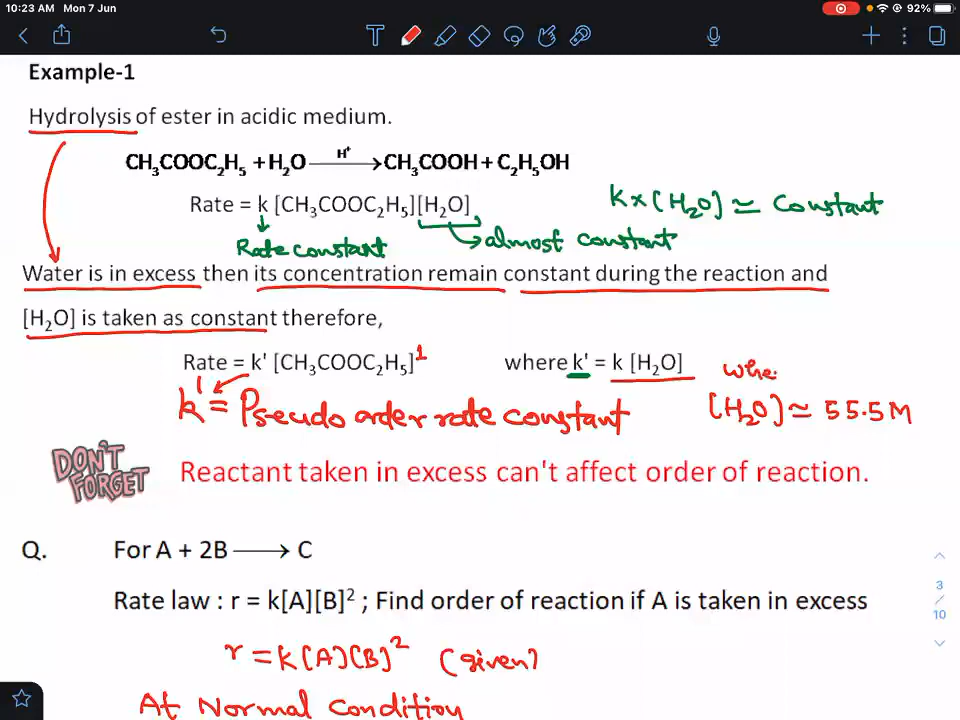 10:23 AM Mon 7 Jun
92%
Example-1
Hydrolysis of ester in acidic medium.
CH₃COOC₂H₅ + H₂O —H⁺→ CH₃COOH + C₂H₅OH
Rate = k [CH₃COOC₂H₅][H₂O]
k × [H₂O] ≃ Constant
Rate constant
almost constant
Water is in excess then its concentration remain constant during the reaction and
[H₂O] is taken as constant therefore,
Rate = k' [CH₃COOC₂H₅]¹ where k' = k [H₂O]
whe
k' = Pseudo order rate constant
[H₂O] ≃ 55.5 M
DON'T
FORGET
Reactant taken in excess can't affect order of reaction.
Q. For A + 2B ⟶ C
Rate law : r = k[A][B]² ; Find order of reaction if A is taken in excess
r = k[A][B]² (given)
At Normal Condition
3
/
10